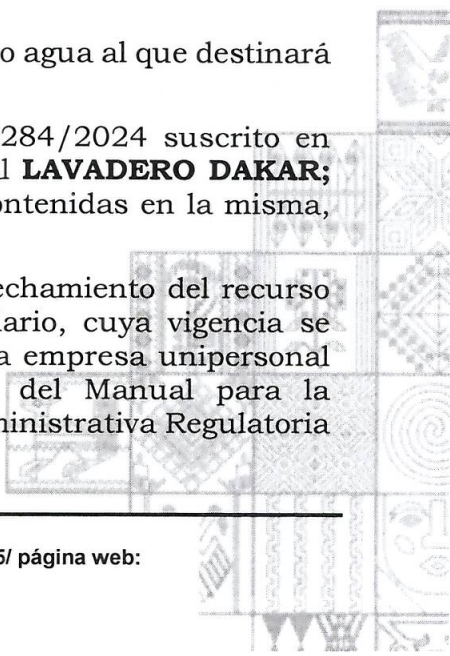 o agua al que destinará
284/2024 suscrito en
l LAVADERO DAKAR;
ontenidas en la misma,
echamiento del recurso
ario, cuya vigencia se
a empresa unipersonal
del Manual para la
ministrativa Regulatoria
5/ página web: